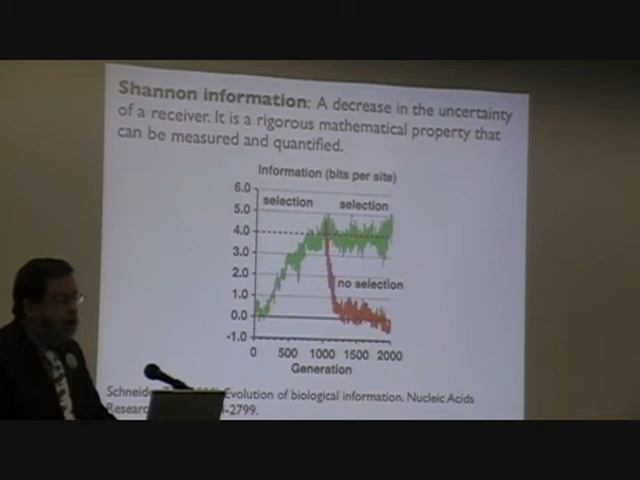 Shannon information: A decrease in the uncertainty
of a receiver. It is a rigorous mathematical property that
can be measured and quantified.
Information (bits per site)
6.0
selection selection
5.0
4.0
3.0
2.0
no selection
1.0
0.0
-1.0
0 500 1000 1500 2000
Generation
Evolution of biological information. Nucleic Acids
-2799.